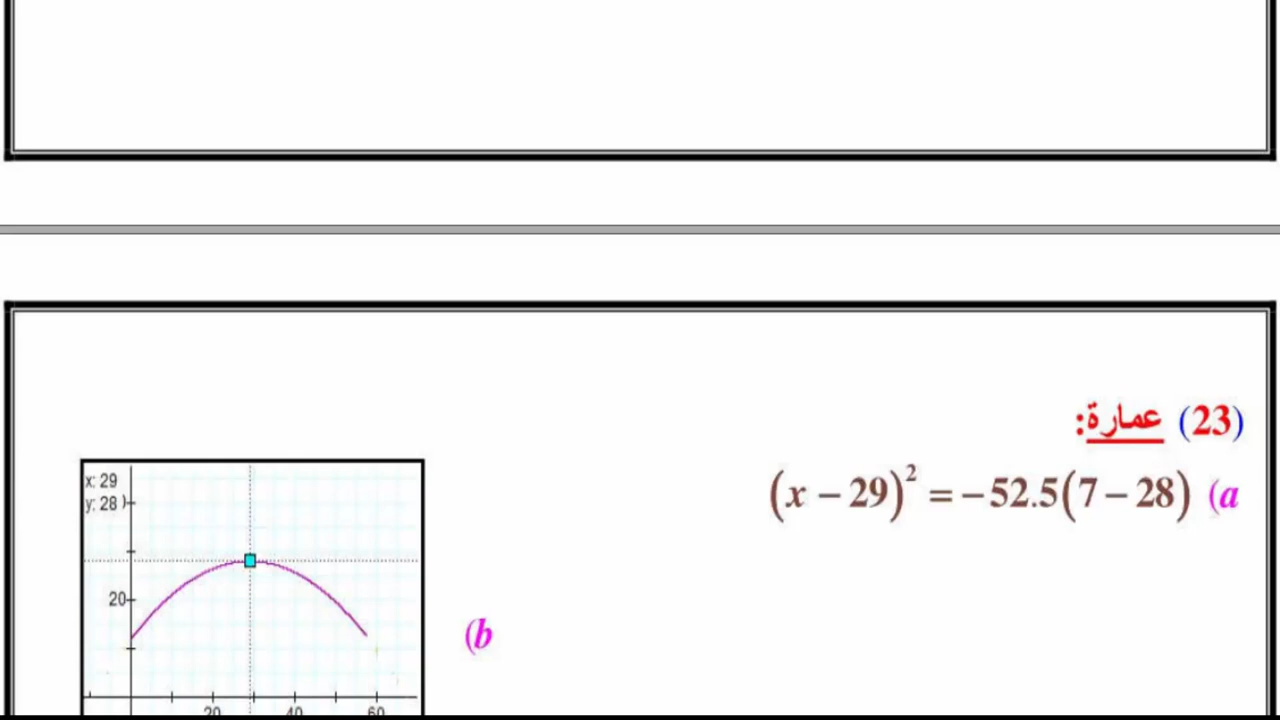 (23) عمارة:
(a (x – 29)² = –52.5(7 – 28)
x: 29
y: 28 )
20
(b
20 40 60